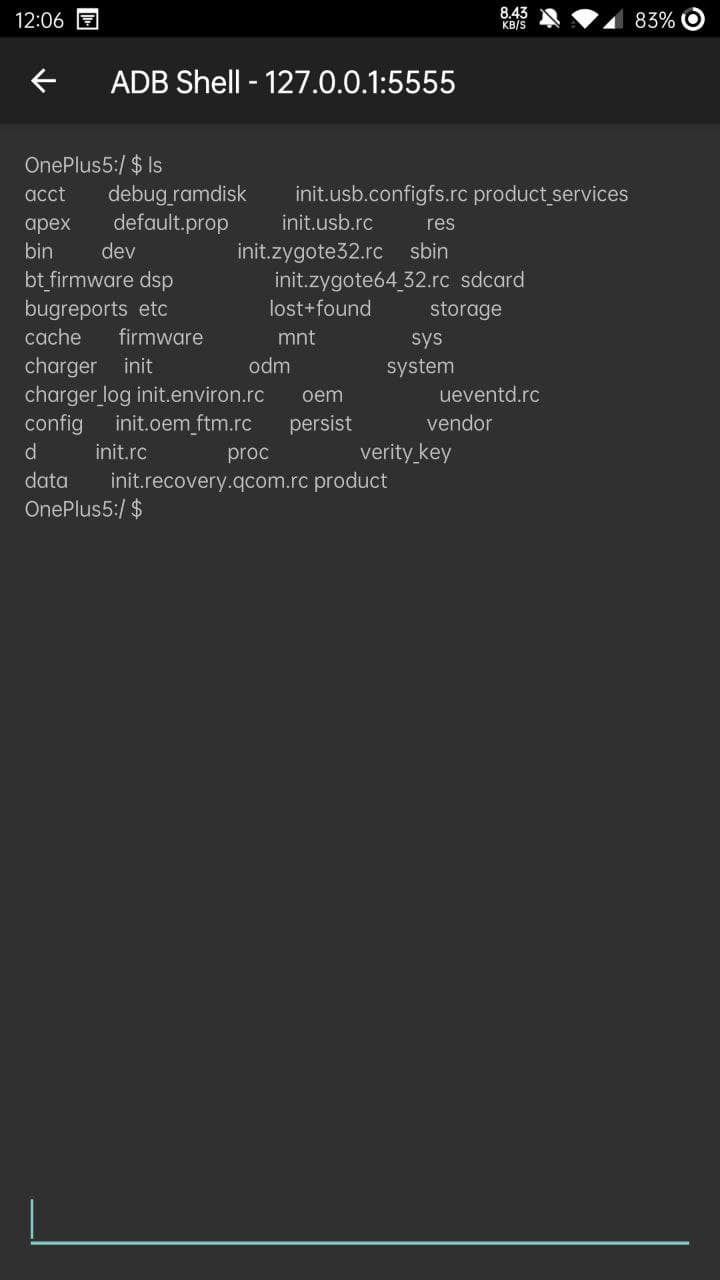 12:06 8.43 KB/S 83%
ADB Shell - 127.0.0.1:5555
OnePlus5:/ $ ls
acct debug_ramdisk init.usb.configfs.rc product_services
apex default.prop init.usb.rc res
bin dev init.zygote32.rc sbin
bt_firmware dsp init.zygote64_32.rc sdcard
bugreports etc lost+found storage
cache firmware mnt sys
charger init odm system
charger_log init.environ.rc oem ueventd.rc
config init.oem_ftm.rc persist vendor
d init.rc proc verity_key
data init.recovery.qcom.rc product
OnePlus5:/ $